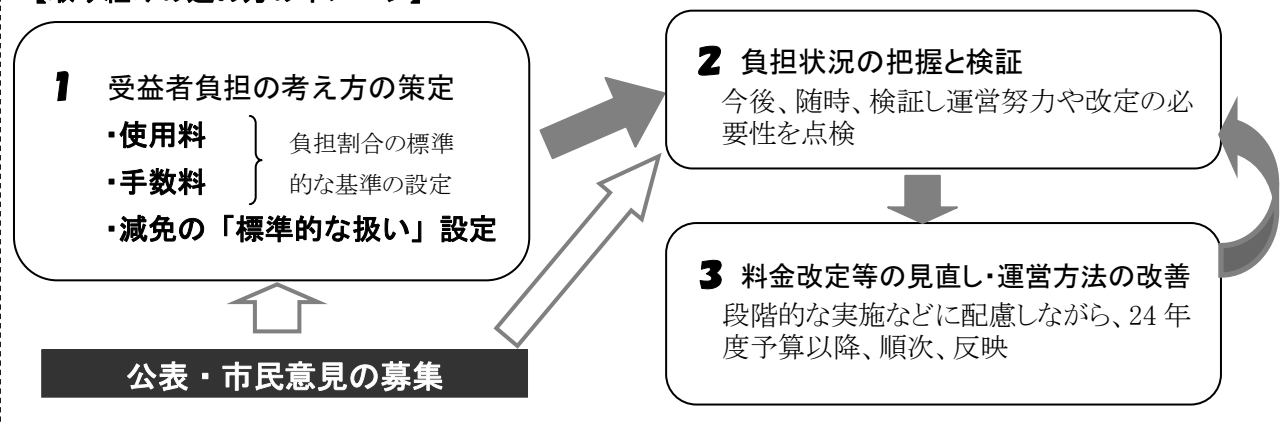 1 受益者負担の考え方の策定
・使用料
・手数料
負担割合の標準
的な基準の設定
・減免の「標準的な扱い」設定
公表・市民意見の募集
2 負担状況の把握と検証
今後、随時、検証し運営努力や改定の必
要性を点検
3 料金改定等の見直し・運営方法の改善
段階的な実施などに配慮しながら、24 年
度予算以降、順次、反映